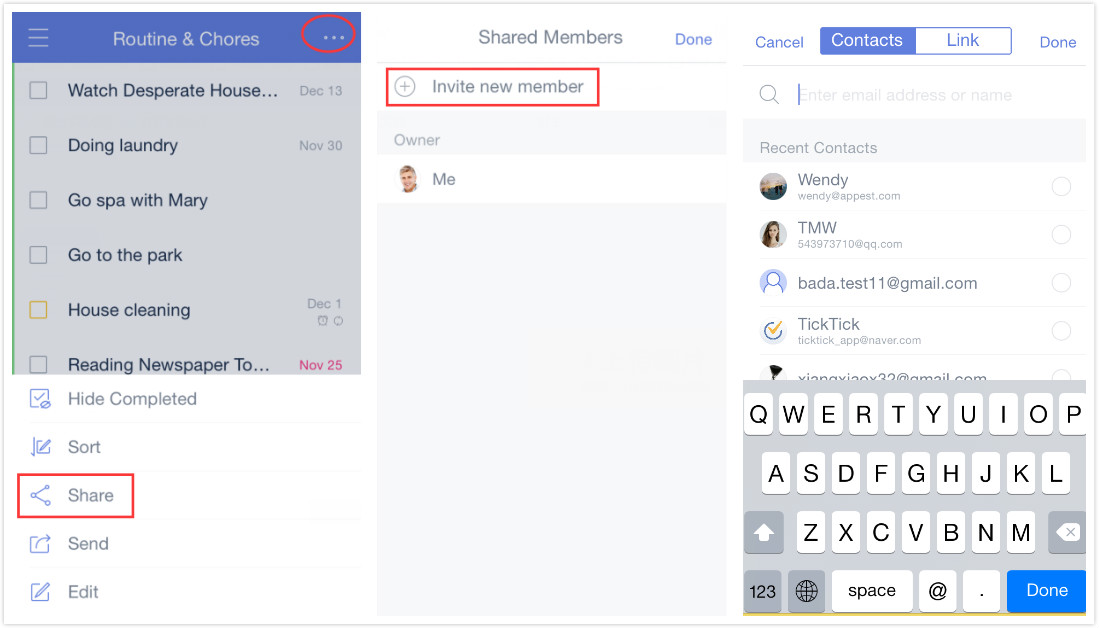 Routine & Chores
Watch Desperate House...
Dec 13
Doing laundry
Nov 30
Go spa with Mary
Go to the park
House cleaning
Dec 1
Reading Newspaper To...
Nov 25
Hide Completed
Sort
Share
Send
Edit
Shared Members
Done
Invite new member
Owner
Me
Cancel
Contacts
Link
Done
Enter email address or name
Recent Contacts
Wendy
wendy@appest.com
TMW
543973710@qq.com
bada.test11@gmail.com
TickTick
ticktick_app@naver.com
xiangxiaox32@gmail.com
Q W E R T Y U I O P
A S D F G H J K L
Z X C V B N M
123 space @ . Done